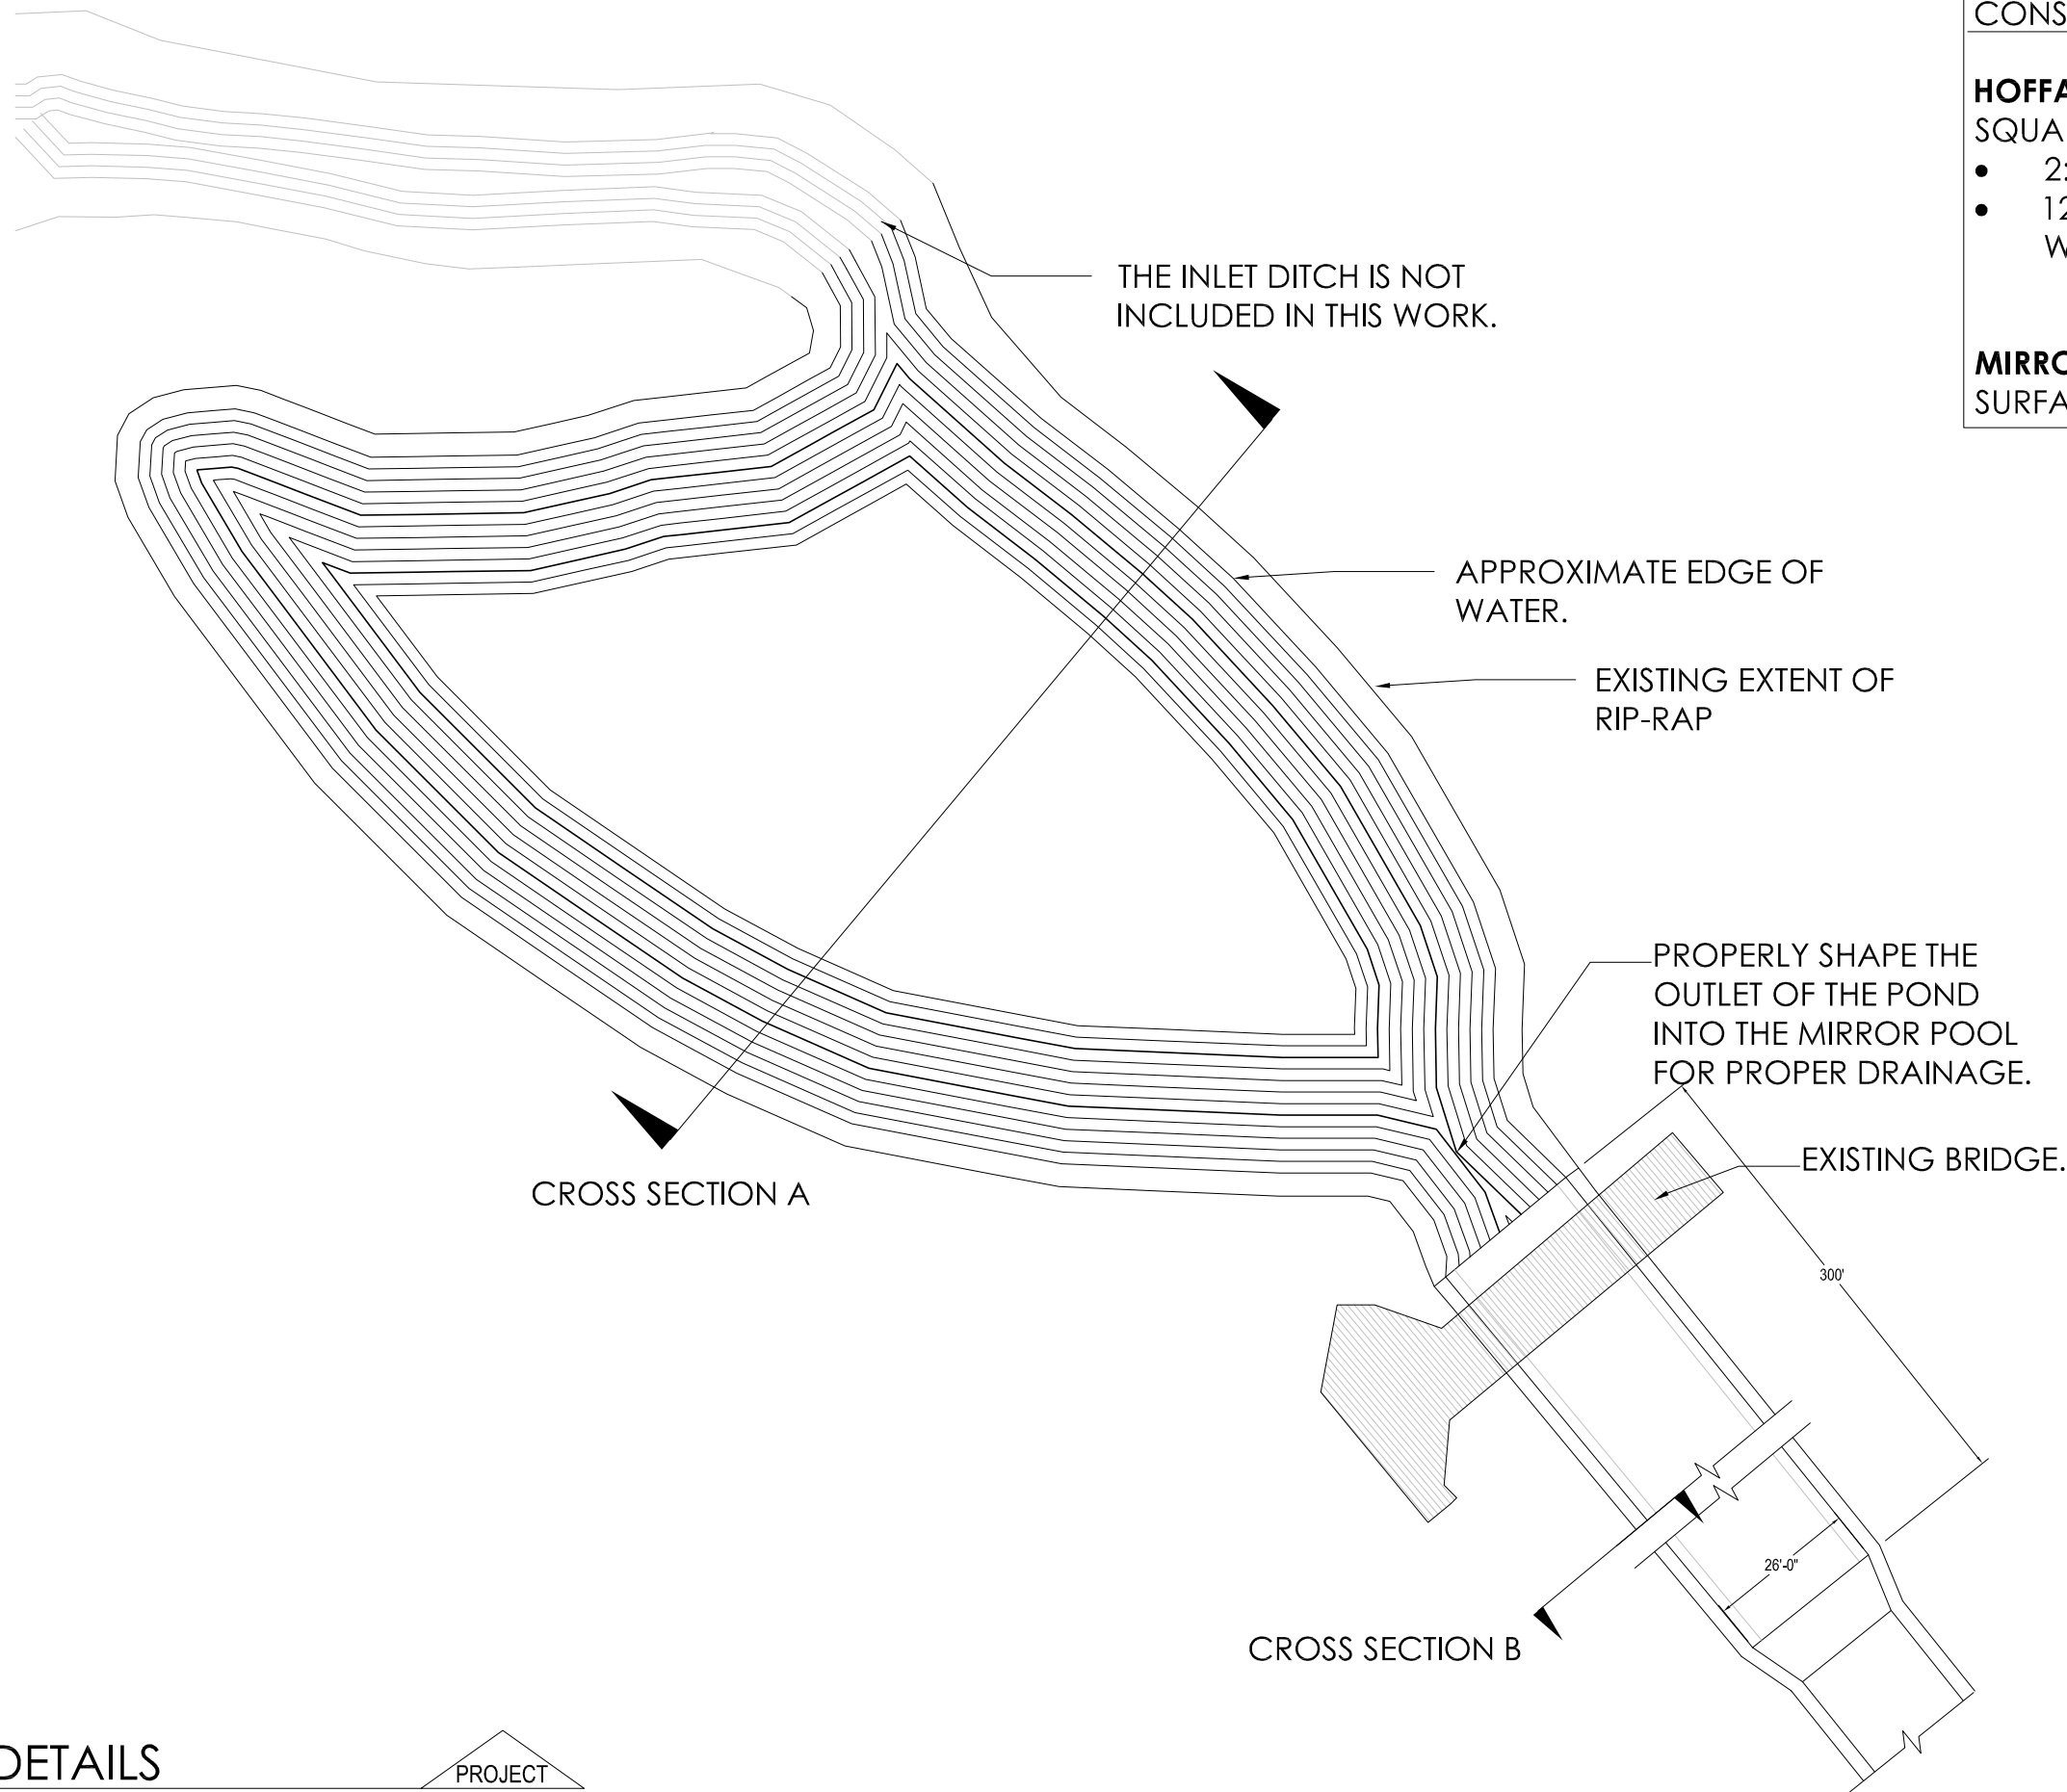 CONS
HOFFA
SQUA
• 2:
• 12
W
MIRRO
SURFA
THE INLET DITCH IS NOT
INCLUDED IN THIS WORK.
APPROXIMATE EDGE OF
WATER.
EXISTING EXTENT OF
RIP-RAP
PROPERLY SHAPE THE
OUTLET OF THE POND
INTO THE MIRROR POOL
FOR PROPER DRAINAGE.
EXISTING BRIDGE.
CROSS SECTION A
300'
26'-0"
CROSS SECTION B
DETAILS
PROJECT